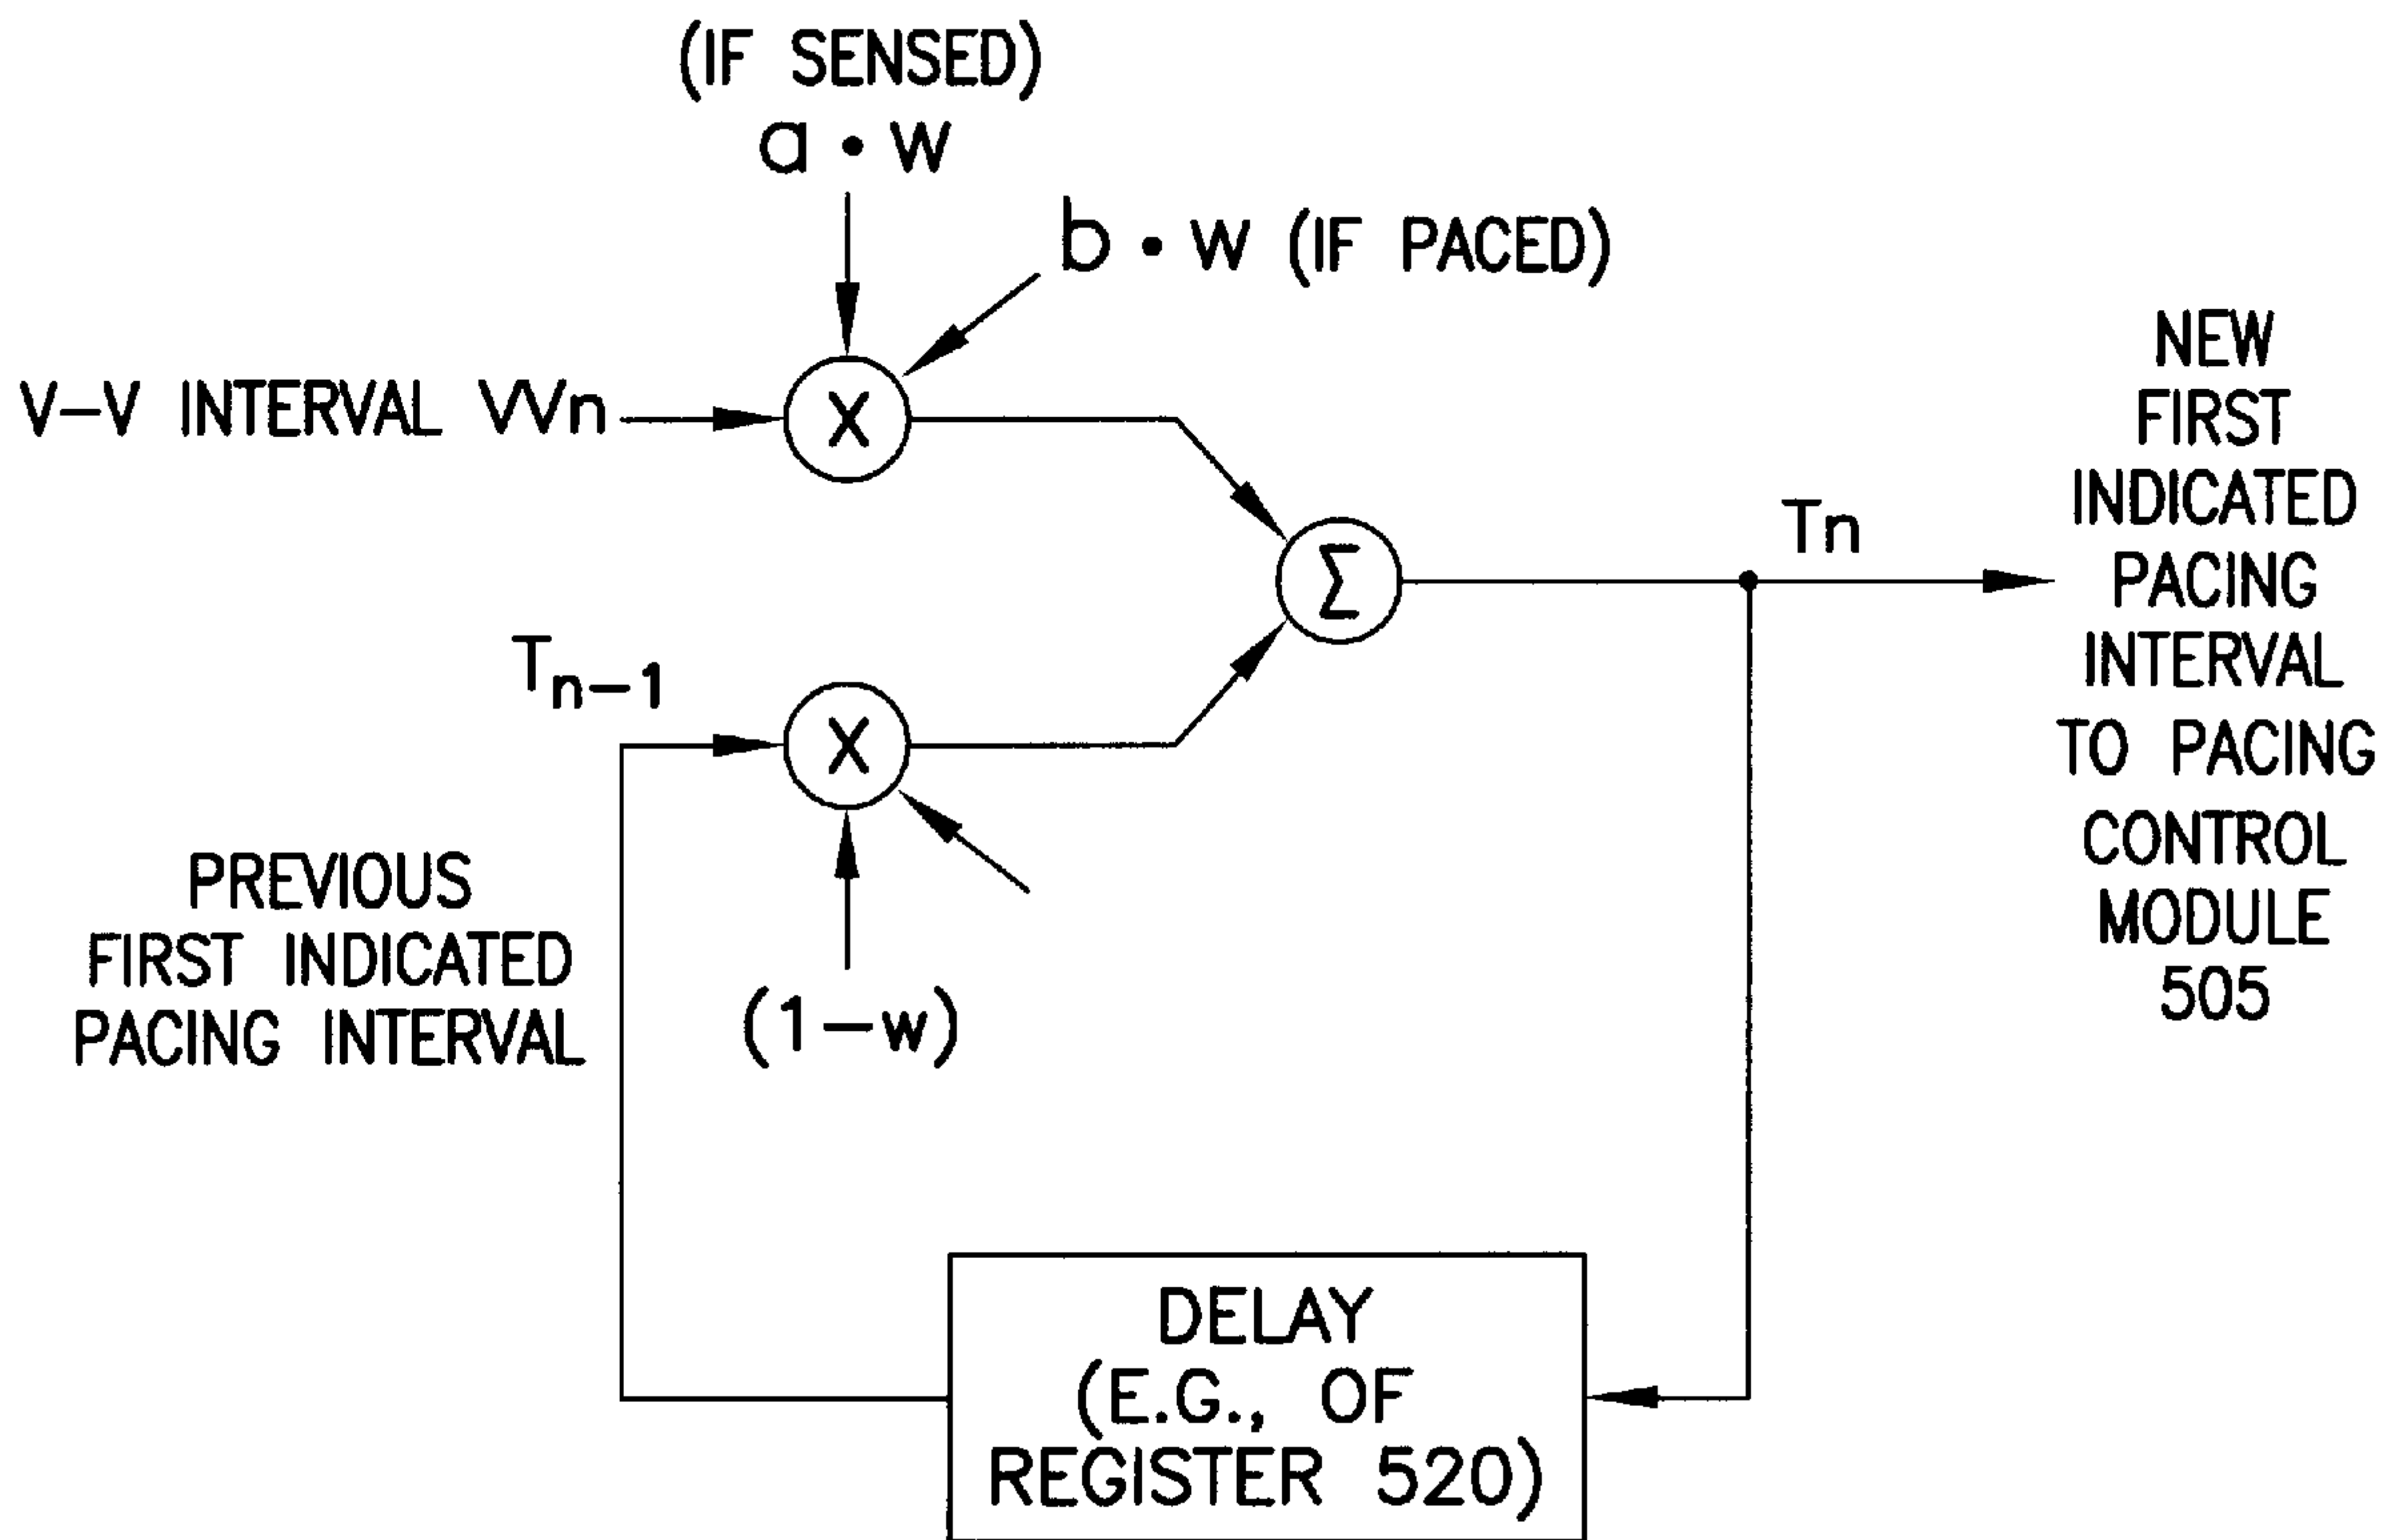 (IF SENSED)
a • w
b • w (IF PACED)
V–V INTERVAL VVn
X
Σ
Tn
NEW
FIRST
INDICATED
PACING
INTERVAL
TO PACING
CONTROL
MODULE
505
Tn–1
X
PREVIOUS
FIRST INDICATED
PACING INTERVAL
(1–w)
DELAY
(E.G., OF
REGISTER 520)